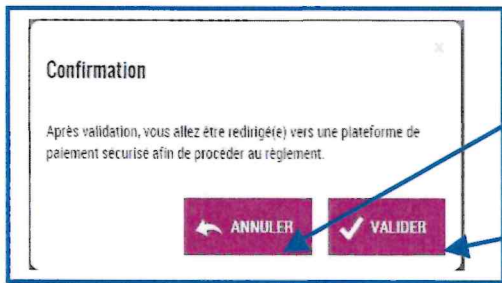 Confirmation
Après validation, vous allez être redirigé(e) vers une plateforme de
paiement sécurisé afin de procéder au règlement.
ANNULER
VALIDER